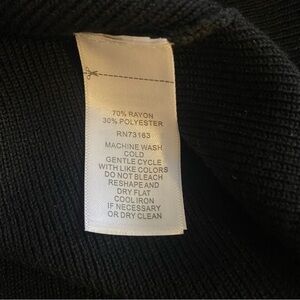 70% RAYON
30% POLYESTER
RN73163
MACHINE WASH
COLD
GENTLE CYCLE
WITH LIKE COLORS
DO NOT BLEACH
RESHAPE AND
DRY FLAT
COOL IRON
IF NECESSARY
OR DRY CLEAN